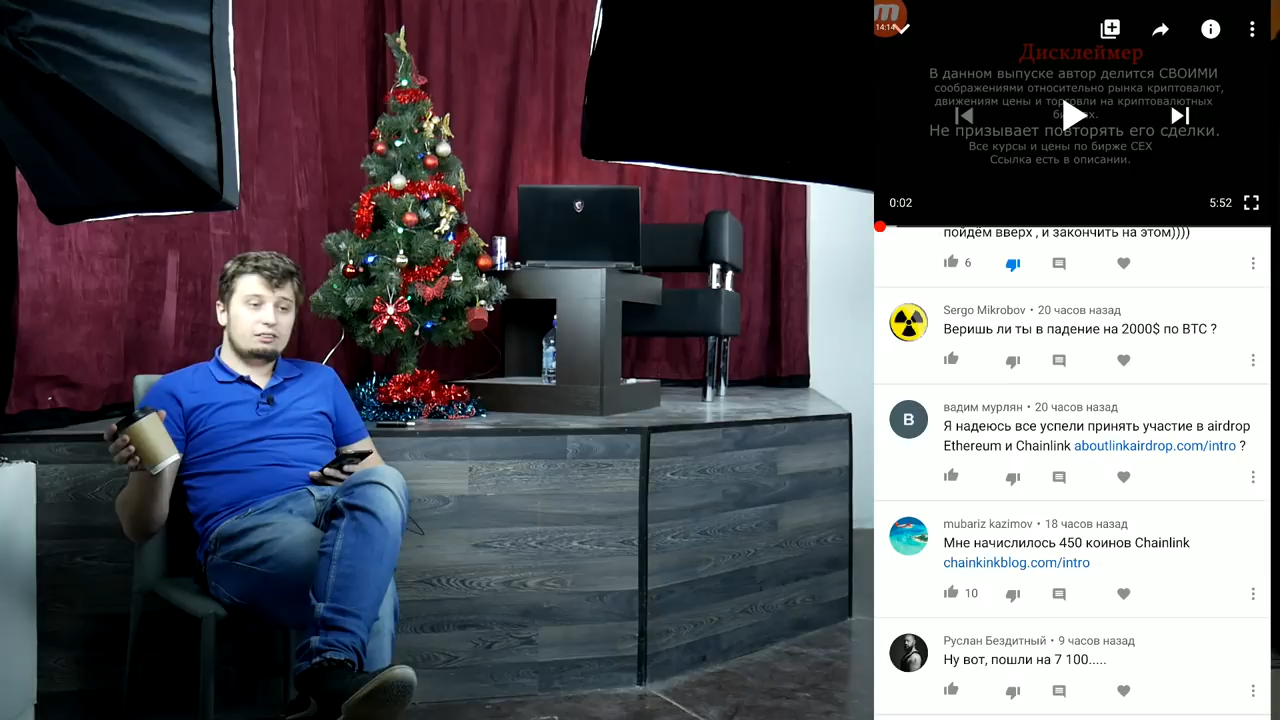 14:14
Дисклеймер
В данном выпуске автор делится СВОИМИ
соображениями относительно рынка криптовалют,
движениям цены и торговли на криптовалютных
Не призывает повторять его сделки.
Все курсы и цены по бирже CEX
Ссылка есть в описании.
0:02
5:52
пойдём вверх , и закончить на этом))))
6
Sergo Mikrobov • 20 часов назад
Веришь ли ты в падение на 2000$ по BTC ?
B
вадим мурлян • 20 часов назад
Я надеюсь все успели принять участие в airdrop
Ethereum и Chainlink aboutlinkairdrop.com/intro ?
mubariz kazimov • 18 часов назад
Мне начислилось 450 коинов Chainlink
chainkinkblog.com/intro
10
Руслан Бездитный • 9 часов назад
Ну вот, пошли на 7 100.....